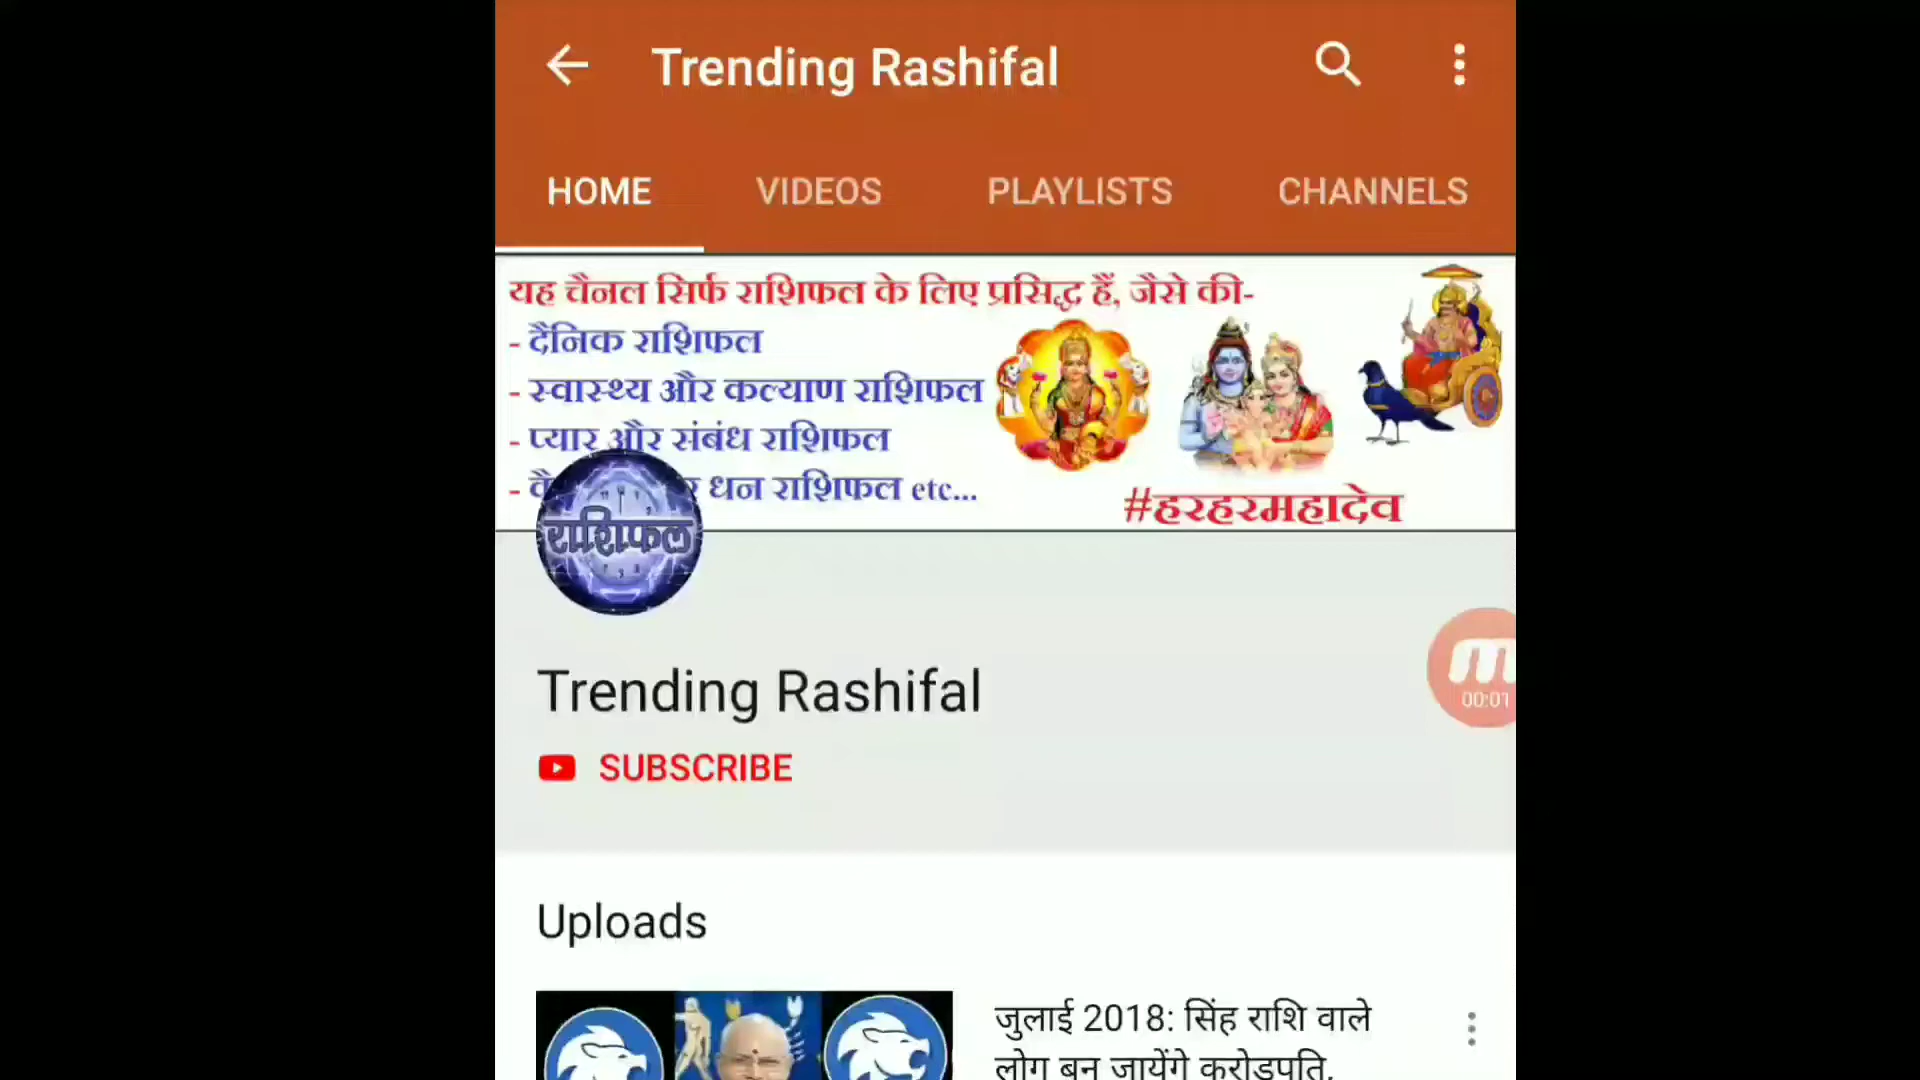 Trending Rashifal
HOME VIDEOS PLAYLISTS CHANNELS
यह चैनल सिर्फ राशिफल के लिए प्रसिद्ध हैं, जैसे की-
- दैनिक राशिफल
- स्वास्थ्य और कल्याण राशिफल
- प्यार और संबंध राशिफल
- धन राशिफल etc...
#हरहरमहादेव
राशिफल
Trending Rashifal
00:01
SUBSCRIBE
Uploads
जुलाई 2018: सिंह राशि वाले
लोग बन जायेंगे करोड़पति,